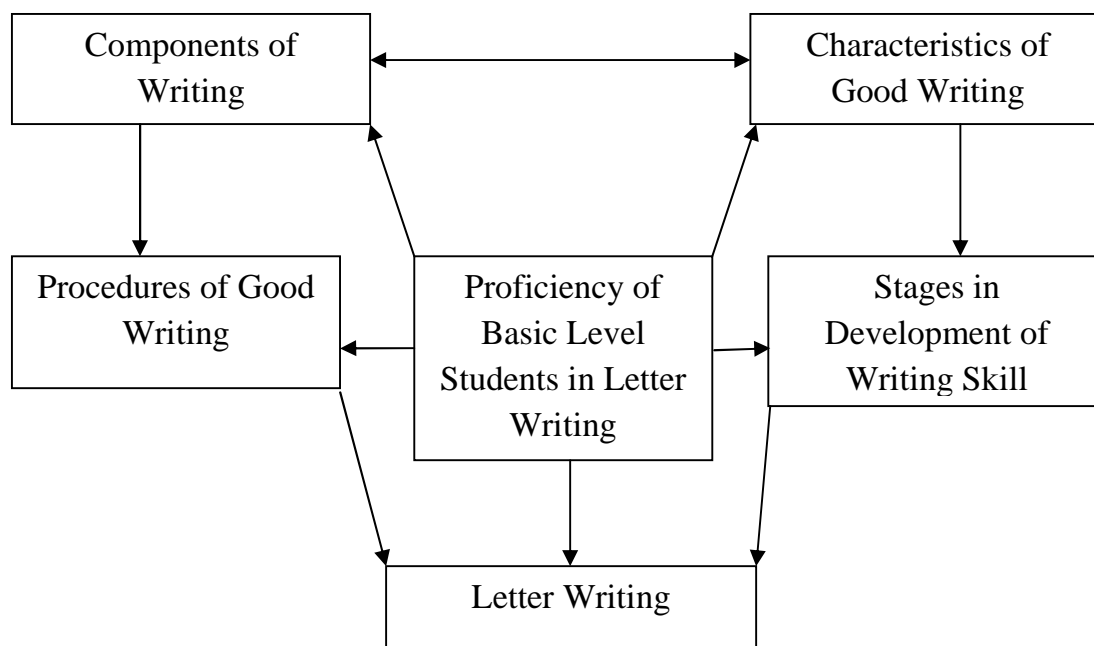 Components of
Writing
Characteristics of
Good Writing
Procedures of Good
Writing
Proficiency of
Basic Level
Students in Letter
Writing
Stages in
Development of
Writing Skill
Letter Writing